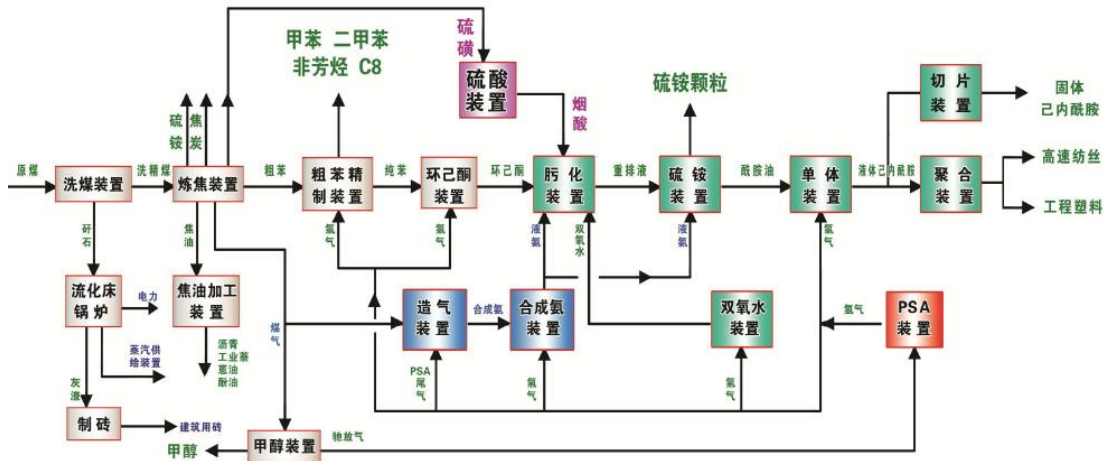 甲苯 二甲苯
非芳烃 C8
硫磺
硫酸
装置
烟酸
硫铵
焦炭
硫铵颗粒
切片
装置
固体
己内酰胺
原煤
洗煤装置
洗精煤
炼焦装置
粗苯
粗苯精
制装置
纯苯
环己酮
装置
环己酮
肟化
装置
重排液
硫铵
装置
酰胺油
单体
装置
液体己内酰胺
聚合
装置
高速纺丝
工程塑料
矸石
焦油
氢气
氢气
液氨
双氧水
液氨
氢气
流化床
锅炉
电力
焦油加工
装置
煤气
造气
装置
合成氨
合成氨
装置
双氧水
装置
氢气
PSA
装置
蒸汽供
给装置
沥青
工业萘
蒽油
酚油
PSA
尾气
氢气
氢气
灰渣
制砖
建筑用砖
甲醇
甲醇装置
驰放气